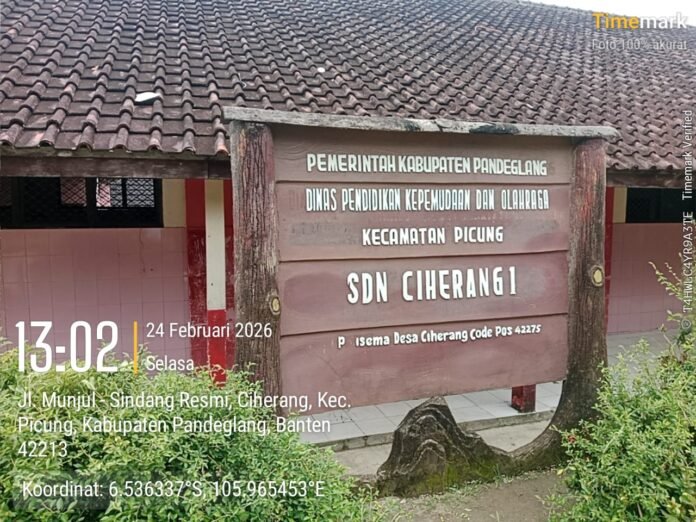 Timemark
Foto 100% akurat
PEMERINTAH KABUPATEN PANDEGLANG
DINAS PENDIDIKAN KEPEMUDAAN DAN OLAHRAGA
KECAMATAN PICUNG
SDN CIHERANG 1
Desa Ciherang Code Pos 42275
13:02
24 Februari 2026
Selasa
Jl. Munjul - Sindang Resmi, Ciherang, Kec.
Picung, Kabupaten Pandeglang, Banten
42213
Koordinat: 6.536337°S, 105.965453°E
Timemark Verified